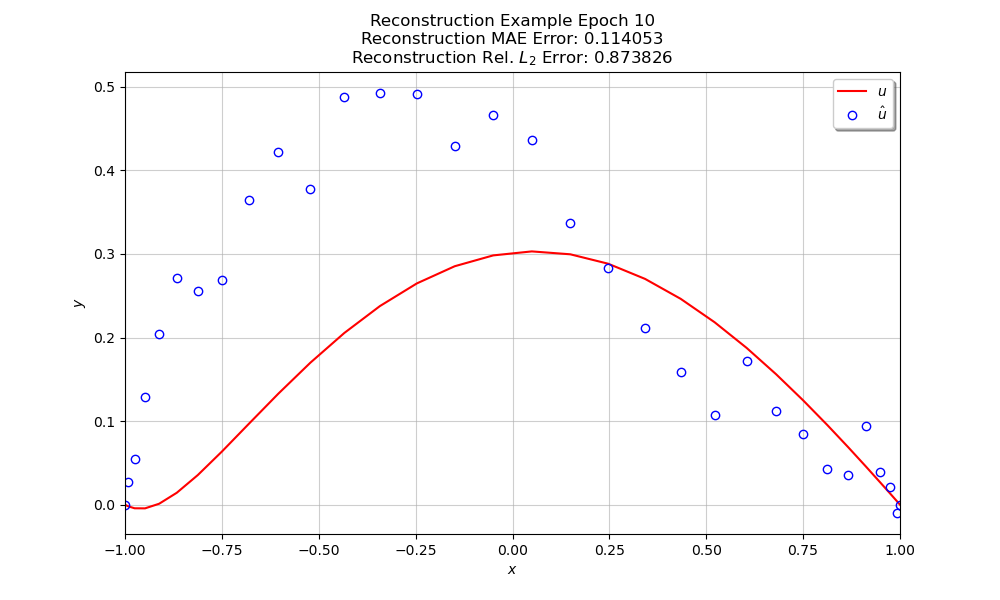 Reconstruction Example Epoch 10
Reconstruction MAE Error: 0.114053
Reconstruction Rel. L₂ Error: 0.873826
u
û
0.5
0.4
0.3
0.2
0.1
0.0
y
−1.00 −0.75 −0.50 −0.25 0.00 0.25 0.50 0.75 1.00
x